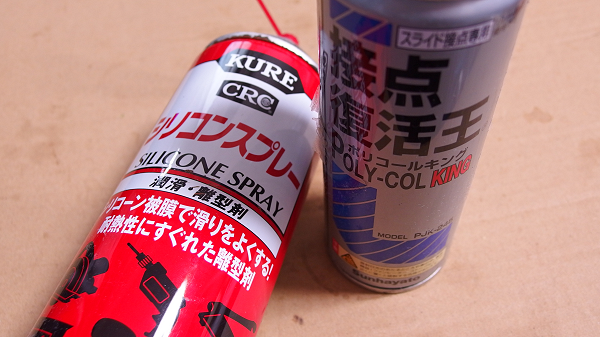 KURE
CRC
シリコンスプレー
SILICONE SPRAY
潤滑・離型剤
シリコーン被膜で滑りをよくする!
耐熱性にすぐれた離型剤
スライド接点専用
接点
復活王
ポリコールキング
POLY-COL KING
MODEL
Sunhayato